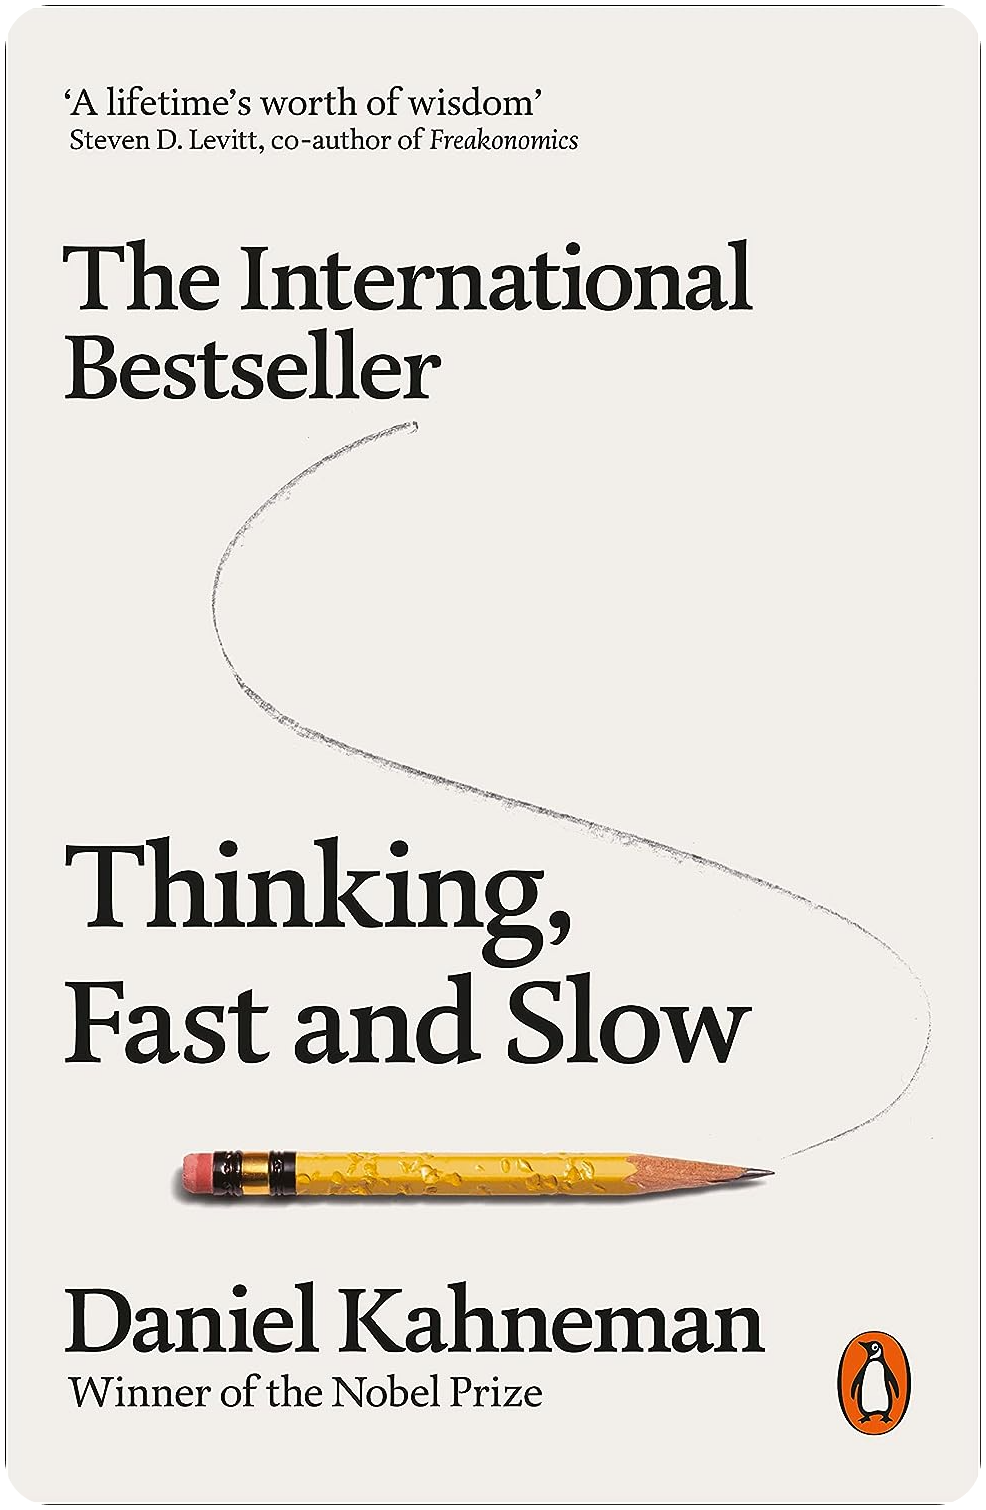 ‘A lifetime’s worth of wisdom’
Steven D. Levitt, co-author of Freakonomics
The International
Bestseller
Thinking,
Fast and Slow
Daniel Kahneman
Winner of the Nobel Prize